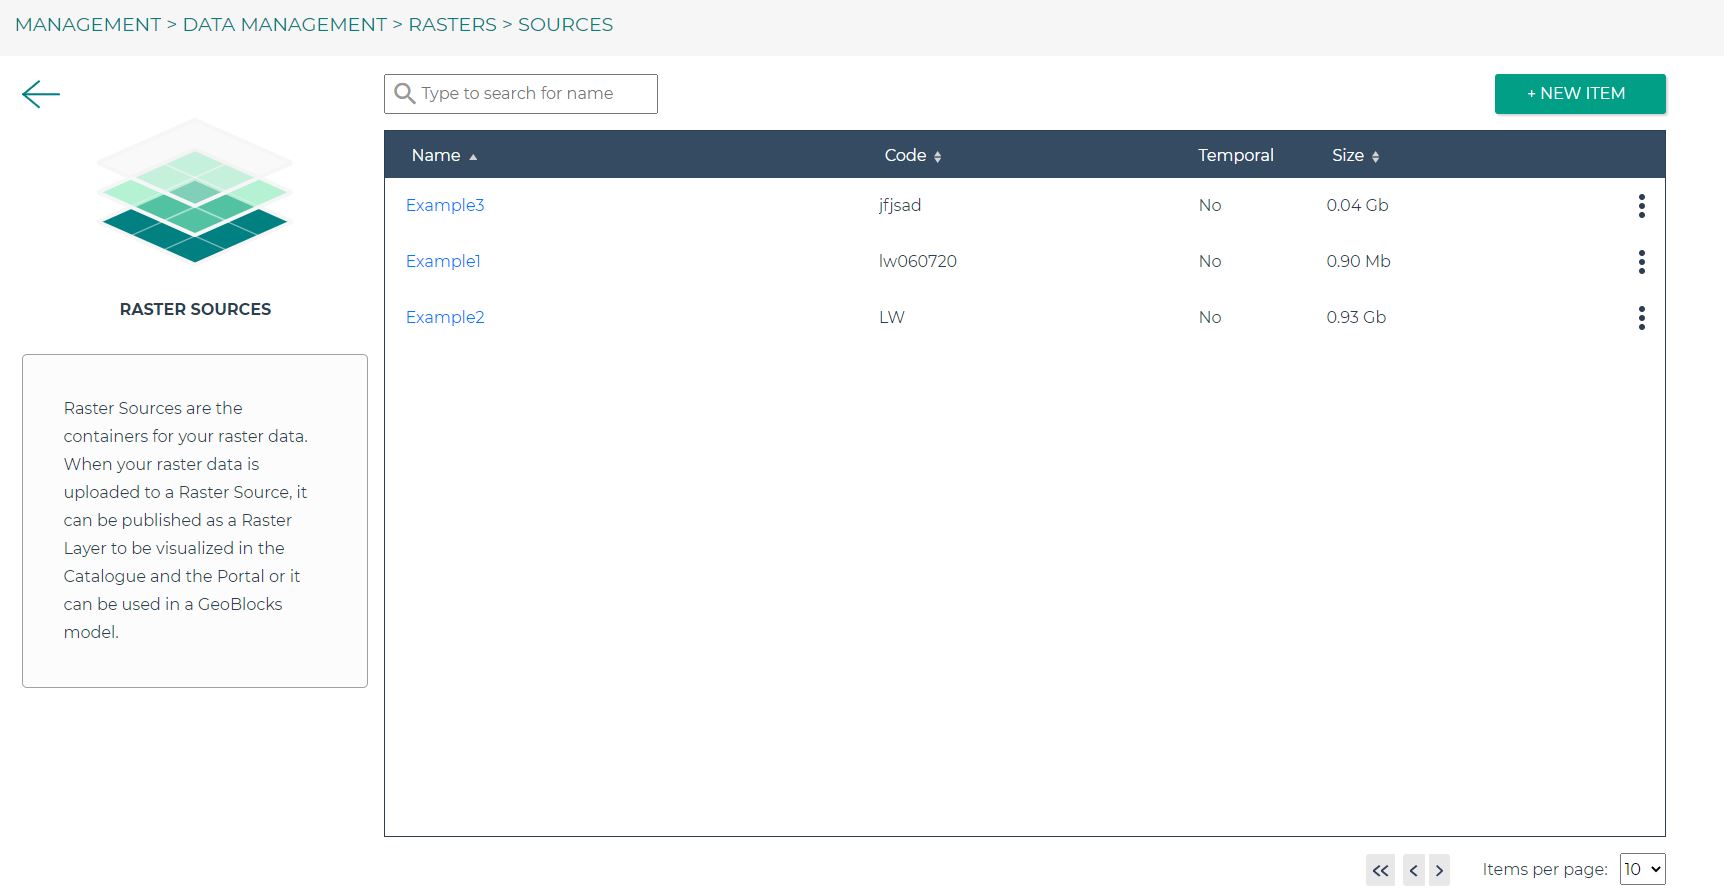 MANAGEMENT > DATA MANAGEMENT > RASTERS > SOURCES
Type to search for name
+ NEW ITEM
RASTER SOURCES
Raster Sources are the
containers for your raster data.
When your raster data is
uploaded to a Raster Source, it
can be published as a Raster
Layer to be visualized in the
Catalogue and the Portal or it
can be used in a GeoBlocks
model.
Name Code Temporal Size
Example3 jfjsad No 0.04 Gb
Example1 lw060720 No 0.90 Mb
Example2 LW No 0.93 Gb
<< < > Items per page: 10